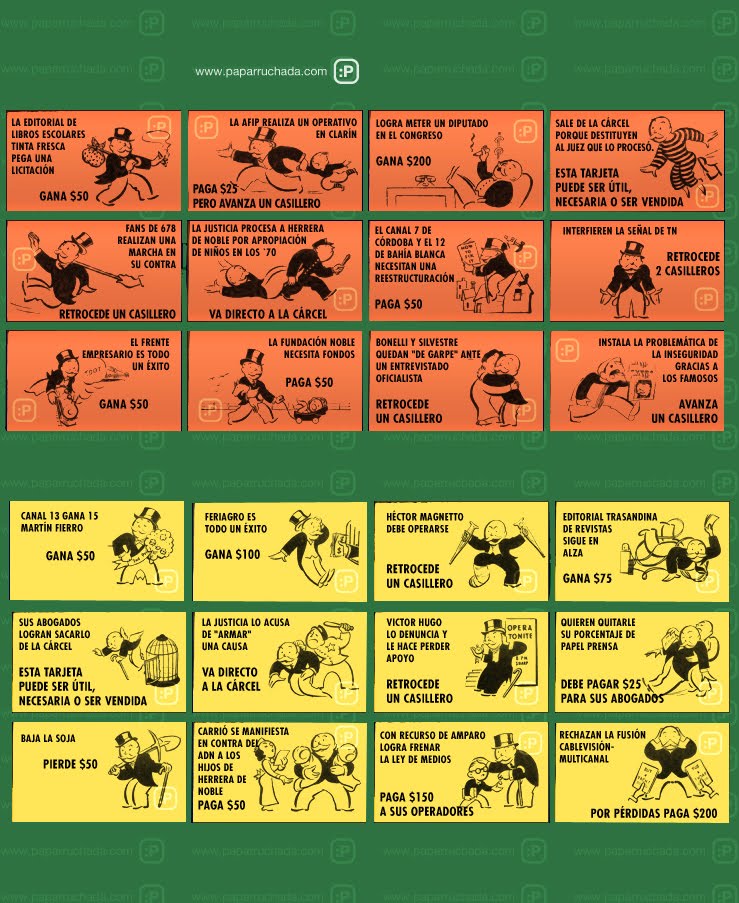 www.paparruchada.com :P
LA EDITORIAL DE
LIBROS ESCOLARES
TINTA FRESCA
PEGA UNA
LICITACIÓN
GANA $50
LA AFIP REALIZA UN OPERATIVO
EN CLARÍN
PAGA $25
PERO AVANZA UN CASILLERO
LOGRA METER UN DIPUTADO
EN EL CONGRESO
GANA $200
SALE DE LA CÁRCEL
PORQUE DESTITUYEN
AL JUEZ QUE LO PROCESÓ.
ESTA TARJETA
PUEDE SER ÚTIL,
NECESARIA O SER VENDIDA
FANS DE 678
REALIZAN UNA
MARCHA EN
SU CONTRA
RETROCEDE UN CASILLERO
LA JUSTICIA PROCESA A HERRERA
DE NOBLE POR APROPIACIÓN
DE NIÑOS EN LOS '70
VA DIRECTO A LA CÁRCEL
EL CANAL 7 DE
CÓRDOBA Y EL 12
DE BAHÍA BLANCA
NECESITAN UNA
REESTRUCTURACIÓN
PAGA $50
HOW TO
FIX IT
INTERFIEREN LA SEÑAL DE TN
RETROCEDE
2 CASILLEROS
EL FRENTE
EMPRESARIO ES TODO
UN ÉXITO
GANA $50
TOOT
LA FUNDACIÓN NOBLE
NECESITA FONDOS
PAGA $50
BONELLI Y SILVESTRE
QUEDAN "DE GARPE" ANTE
UN ENTREVISTADO
OFICIALISTA
RETROCEDE
UN CASILLERO
INSTALA LA PROBLEMÁTICA DE
LA INSEGURIDAD
GRACIAS A
LOS FAMOSOS
AVANZA
UN CASILLERO
CANAL 13 GANA 15
MARTÍN FIERRO
GANA $50
FERIAGRO ES
TODO UN ÉXITO
GANA $100
HÉCTOR MAGNETTO
DEBE OPERARSE
RETROCEDE
UN CASILLERO
EDITORIAL TRASANDINA
DE REVISTAS
SIGUE EN
ALZA
GANA $75
SUS ABOGADOS
LOGRAN SACARLO
DE LA CÁRCEL
ESTA TARJETA
PUEDE SER ÚTIL,
NECESARIA O SER VENDIDA
LA JUSTICIA LO ACUSA
DE "ARMAR"
UNA CAUSA
VA DIRECTO
A LA CÁRCEL
VICTOR HUGO
LO DENUNCIA Y
LE HACE PERDER
APOYO
RETROCEDE
UN CASILLERO
OPERA
TONITE
8 P.M.
SHARP
QUIEREN QUITARLE
SU PORCENTAJE DE
PAPEL PRENSA
DEBE PAGAR $25
PARA SUS ABOGADOS
BAJA LA SOJA
PIERDE $50
CARRIÓ SE MANIFIESTA
EN CONTRA DEL
ADN A LOS
HIJOS DE
HERRERA DE
NOBLE
PAGA $50
CON RECURSO DE AMPARO
LOGRA FRENAR
LA LEY DE MEDIOS
PAGA $150
A SUS OPERADORES
RECHAZAN LA FUSIÓN
CABLEVISIÓN-
MULTICANAL
POR PÉRDIDAS PAGA $200